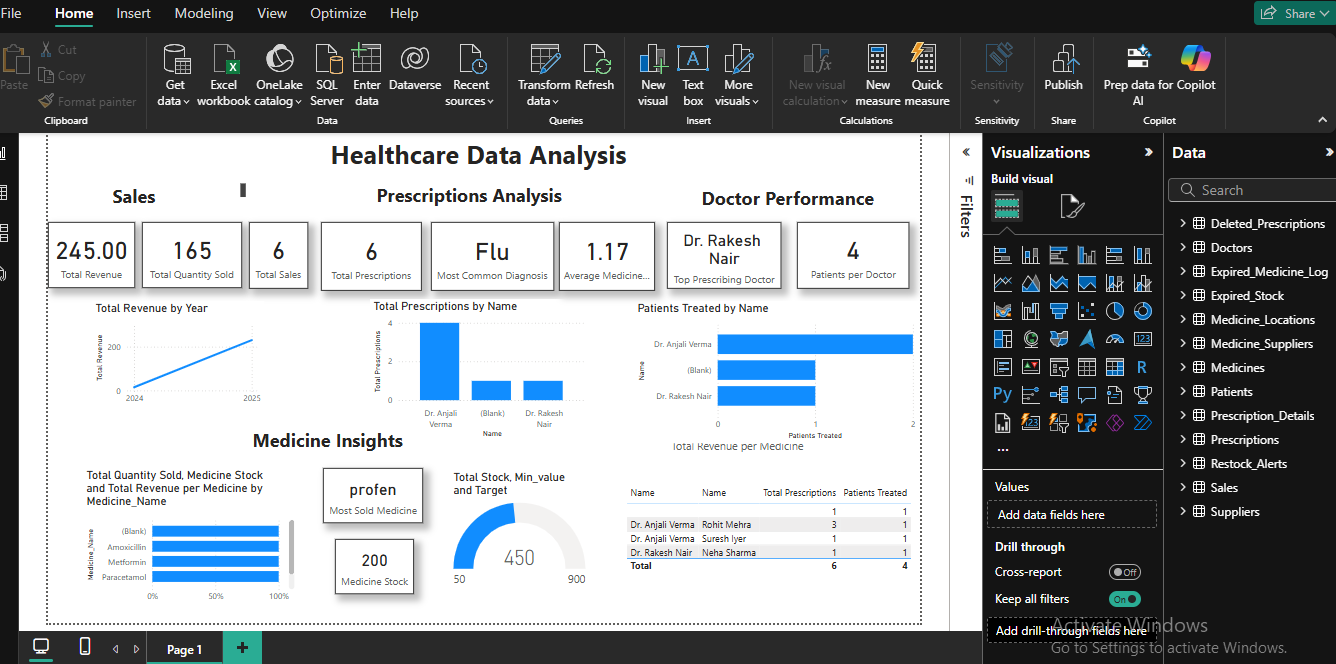 File Home Insert Modeling View Optimize Help Share
Paste Cut
Copy
Format painter
Get data Excel workbook OneLake catalog SQL Server Enter data Dataverse Recent sources Transform data Refresh New visual Text box More visuals New visual calculation New measure Quick measure Sensitivity Publish Prep data for AI Copilot
Clipboard Data Queries Insert Calculations Sensitivity Share Copilot
Healthcare Data Analysis
Sales
Prescriptions Analysis
Doctor Performance
245.00
Total Revenue
165
Total Quantity Sold
6
Total Sales
6
Total Prescriptions
Flu
Most Common Diagnosis
1.17
Average Medicine...
Dr. Rakesh
Nair
Top Prescribing Doctor
4
Patients per Doctor
Total Revenue by Year
Total Revenue
200
0
2024 2025
Total Prescriptions by Name
Total Prescriptions
4
2
0
Dr. Anjali Verma (Blank) Dr. Rakesh Nair
Name
Patients Treated by Name
Name
Dr. Anjali Verma
(Blank)
Dr. Rakesh Nair
0 1 2
Patients Treated
Medicine Insights
Total Quantity Sold, Medicine Stock
and Total Revenue per Medicine by
Medicine_Name
Medicine_Name
(Blank)
Amoxicillin
Metformin
Paracetamol
0% 50% 100%
profen
Most Sold Medicine
200
Medicine Stock
Total Stock, Min_value
and Target
450
50 900
Total Revenue per Medicine
Name Name Total Prescriptions Patients Treated
1 1
Dr. Anjali Verma Rohit Mehra 3 1
Dr. Anjali Verma Suresh Iyer 1 1
Dr. Rakesh Nair Neha Sharma 1 1
Total 6 4
Page 1
Filters
Visualizations
Build visual
R
Py
123
123
...
Values
Add data fields here
Drill through
Cross-report Off
Keep all filters On
Add drill-through fields here
Data
Search
Deleted_Prescriptions
Doctors
Expired_Medicine_Log
Expired_Stock
Medicine_Locations
Medicine_Suppliers
Medicines
Patients
Prescription_Details
Prescriptions
Restock_Alerts
Sales
Suppliers
Activate Windows
Go to Settings to activate Windows.